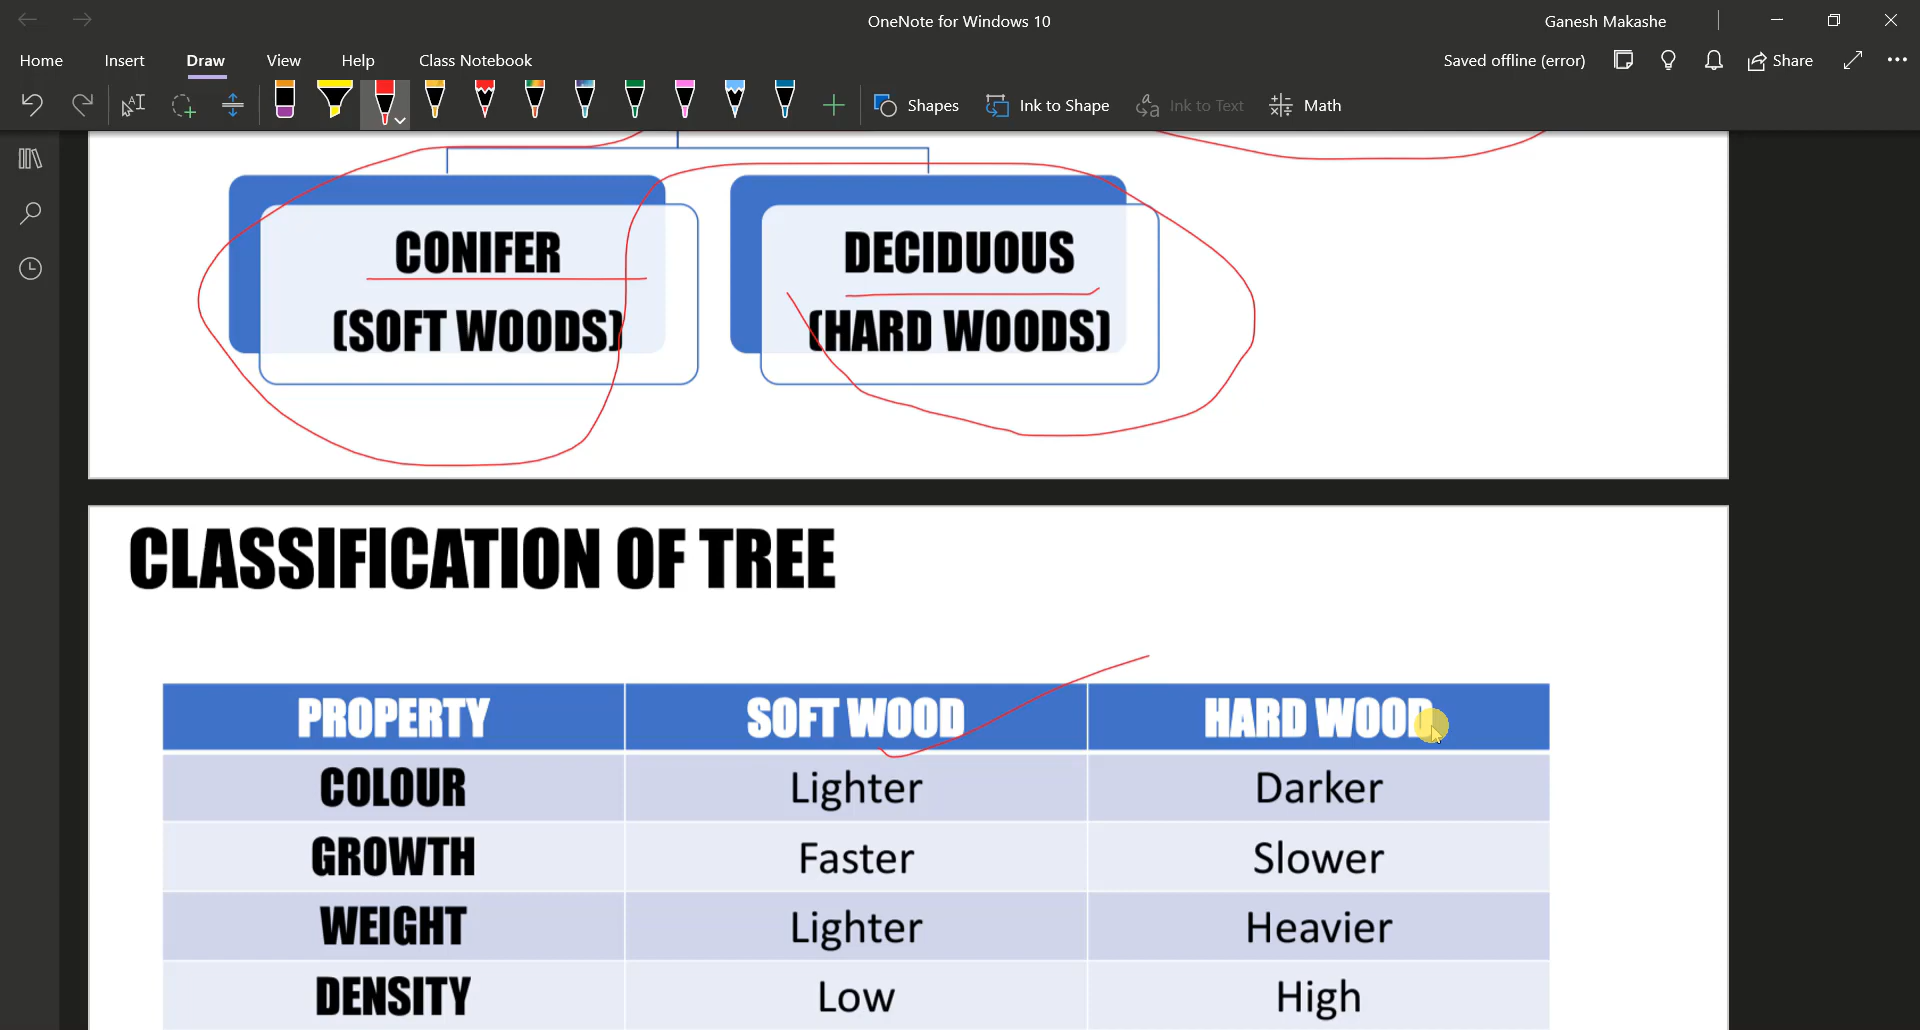 OneNote for Windows 10
Ganesh Makashe
Home Insert Draw View Help Class Notebook
Saved offline (error) Share
Shapes Ink to Shape Ink to Text Math
CONIFER
(SOFT WOODS)
DECIDUOUS
(HARD WOODS)
CLASSIFICATION OF TREE
PROPERTY SOFT WOOD HARD WOOD
COLOUR Lighter Darker
GROWTH Faster Slower
WEIGHT Lighter Heavier
DENSITY Low High